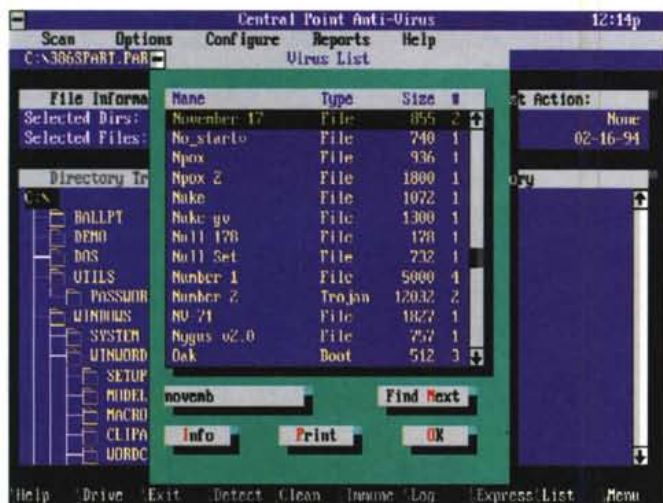 Central Point Anti-Virus 12:14p
Scan Options Configure Reports Help
C:\386SPART.PAR
Virus List
File Informa
Selected Dirs:
Selected Files:
t Action:
None
02-16-94
Directory Tr
ory
C:\
BALLPT
DEMO
DOS
UTILS
PASSWOR
WINDOWS
SYSTEM
WINWORD
SETUP
MODEL
MACRO
CLIPA
WORDC
Name Type Size #
November 17 File 855 2
No_startv File 740 1
Npox File 936 1
Npox 2 File 1800 1
Nuke File 1072 1
Nuke gv File 1300 1
Null 178 File 178 1
Null Set File 732 1
Number 1 File 5000 4
Number 2 Trojan 12032 2
NV 71 File 1827 1
Nygus v2.0 File 757 1
Oak Boot 512 3
novemb
Find Next
Info Print OK
Help Drive Exit Detect Clean Immune Log Express List Menu